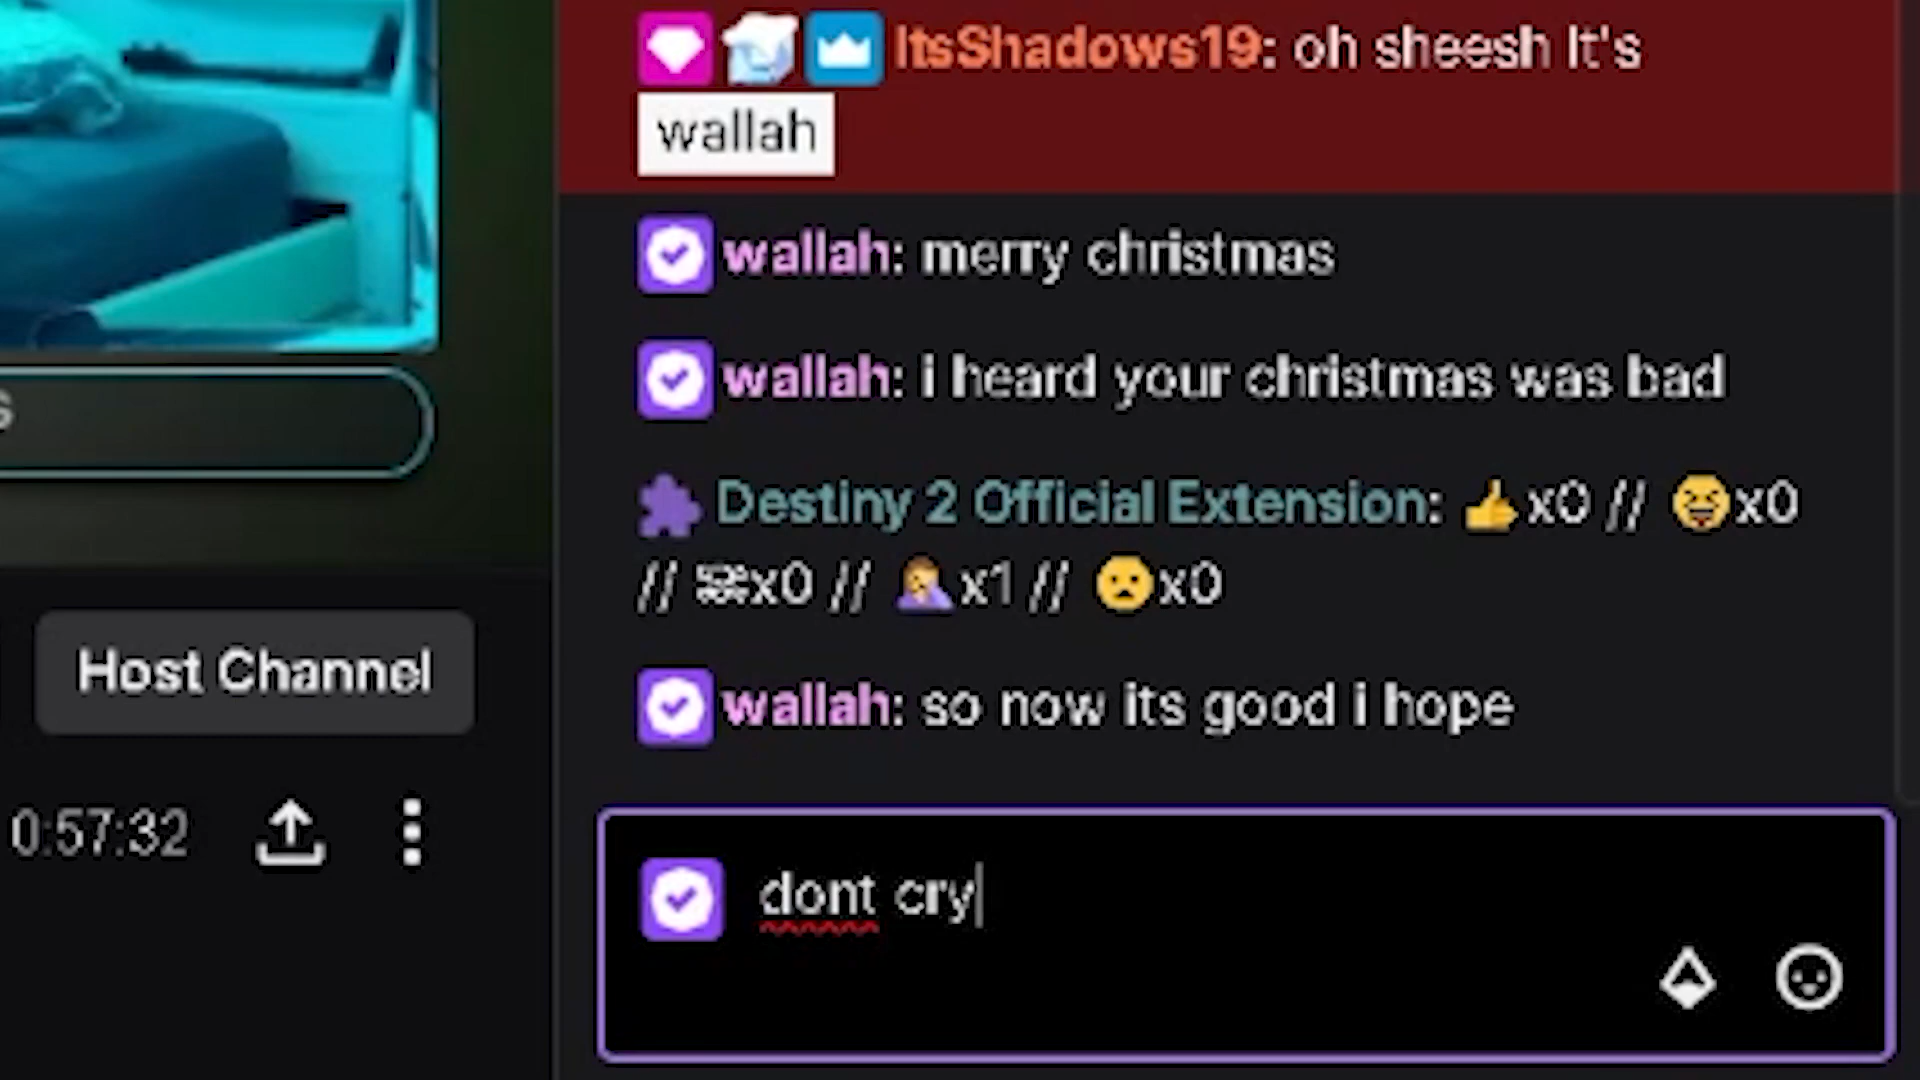 ItsShadows19: oh sheesh It's
wallah
wallah: merry christmas
wallah: i heard your christmas was bad
Destiny 2 Official Extension: 👍x0 // 😝x0
// x0 // 🤦x1 // 😦x0
wallah: so now its good i hope
s
Host Channel
0:57:32
dont cry